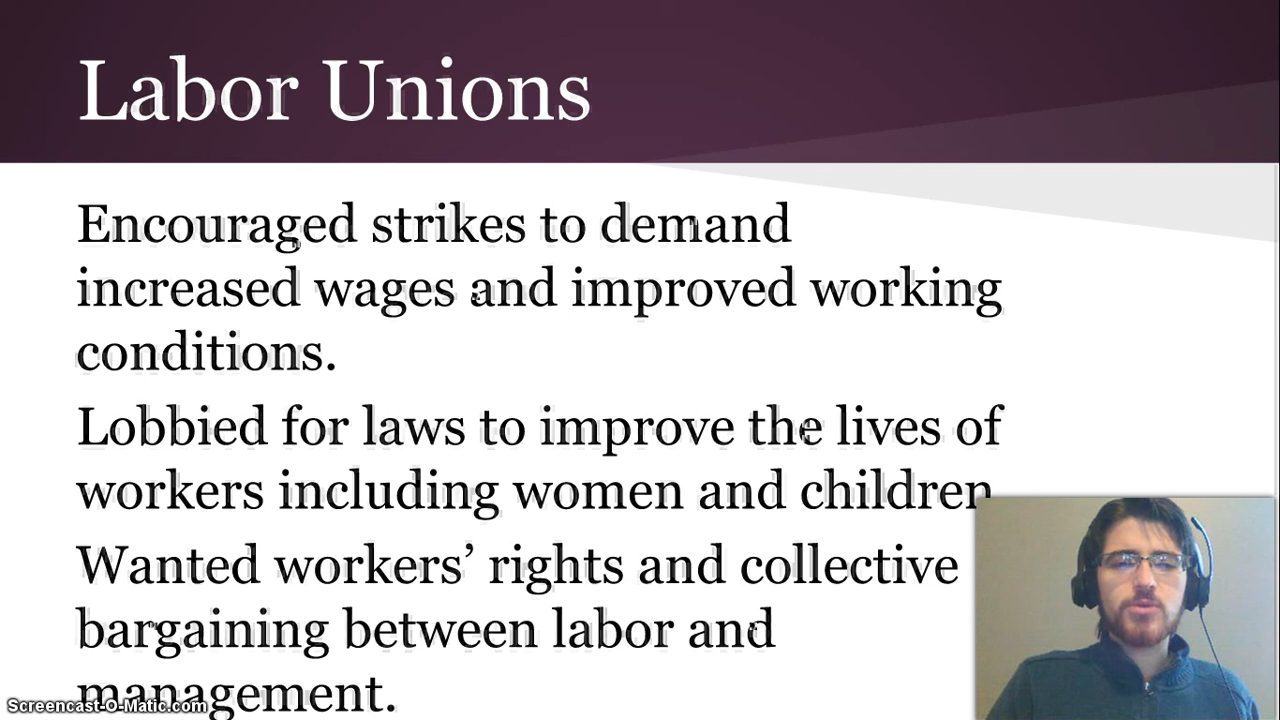 Labor Unions
Encouraged strikes to demand
increased wages and improved working
conditions.
Lobbied for laws to improve the lives of
workers including women and children
Wanted workers’ rights and collective
bargaining between labor and
management.
Screencast-O-Matic.com